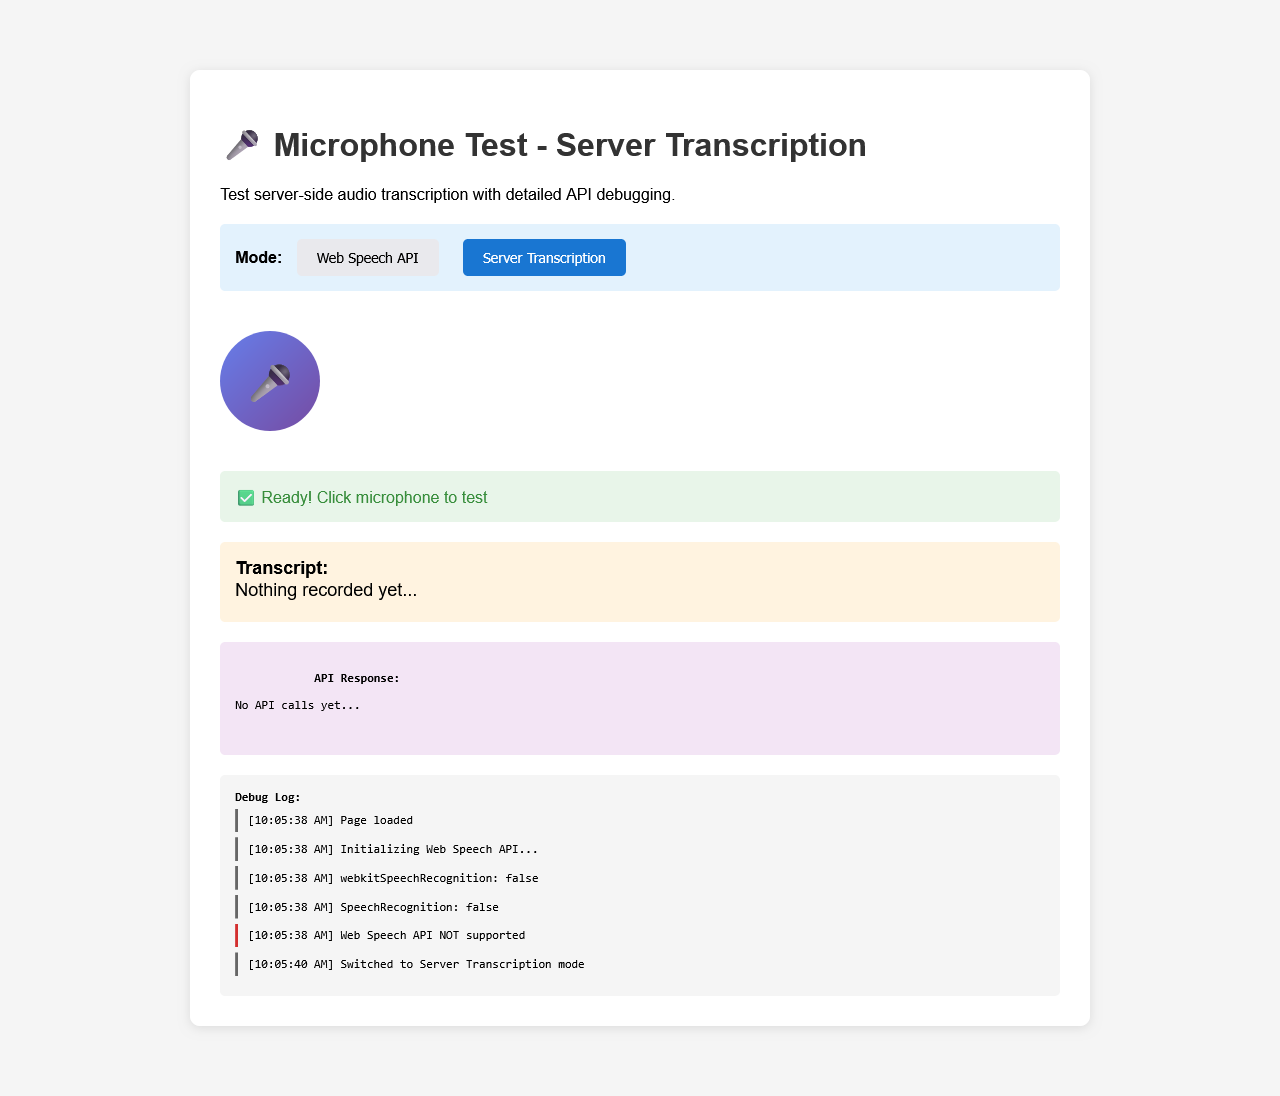 Microphone Test - Server Transcription
Test server-side audio transcription with detailed API debugging.
Mode: Web Speech API Server Transcription
Ready! Click microphone to test
Transcript:
Nothing recorded yet...
API Response:
No API calls yet...
Debug Log:
[10:05:38 AM] Page loaded
[10:05:38 AM] Initializing Web Speech API...
[10:05:38 AM] webkitSpeechRecognition: false
[10:05:38 AM] SpeechRecognition: false
[10:05:38 AM] Web Speech API NOT supported
[10:05:40 AM] Switched to Server Transcription mode